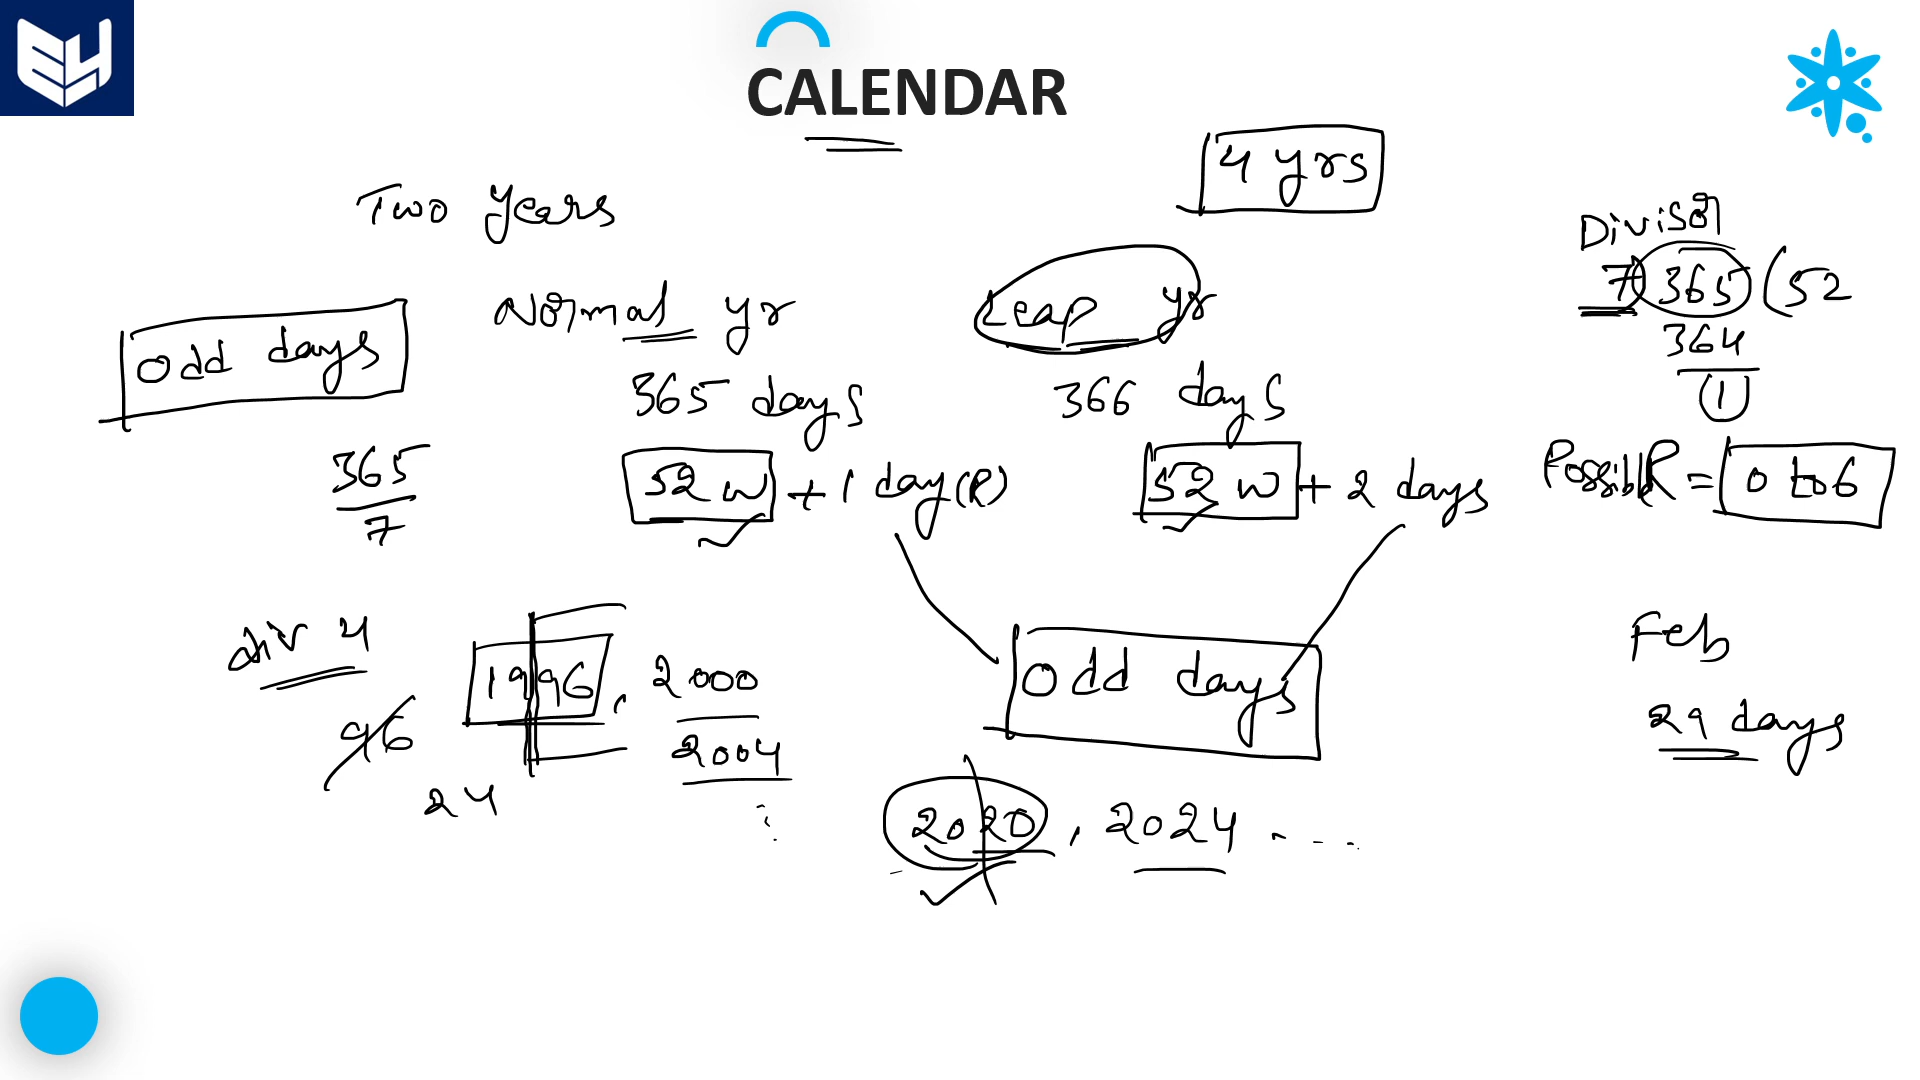 CALENDAR
4 yrs
Two years
Divisor
7) 365 (52
364
1
odd days
Normal yr
Leap yr
365 days
366 days
365
7
52 w + 1 day (R)
52 w + 2 days
Possible R = 0 to 6
div 4
1996, 2000
2004
96
24
odd days
Feb
29 days
2020, 2024 ....